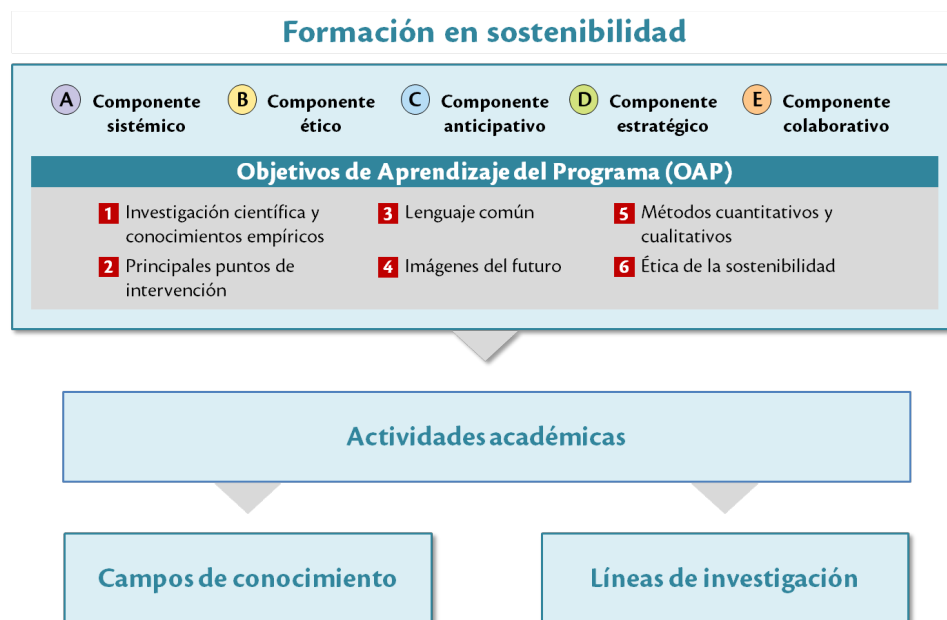 Formación en sostenibilidad
A Componente sistémico
B Componente ético
C Componente anticipativo
D Componente estratégico
E Componente colaborativo
Objetivos de Aprendizaje del Programa (OAP)
1 Investigación científica y
conocimientos empíricos
2 Principales puntos de
intervención
3 Lenguaje común
4 Imágenes del futuro
5 Métodos cuantitativos y
cualitativos
6 Ética de la sostenibilidad
Actividades académicas
Campos de conocimiento
Líneas de investigación